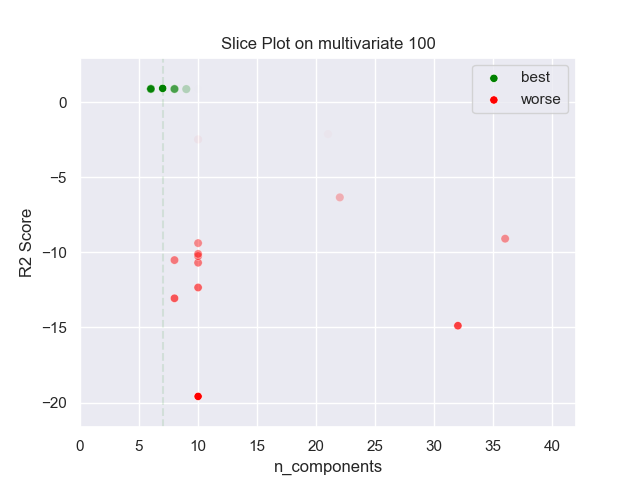 Slice Plot on multivariate 100
best
worse
0
−5
−10
−15
−20
R2 Score
0 5 10 15 20 25 30 35 40
n_components